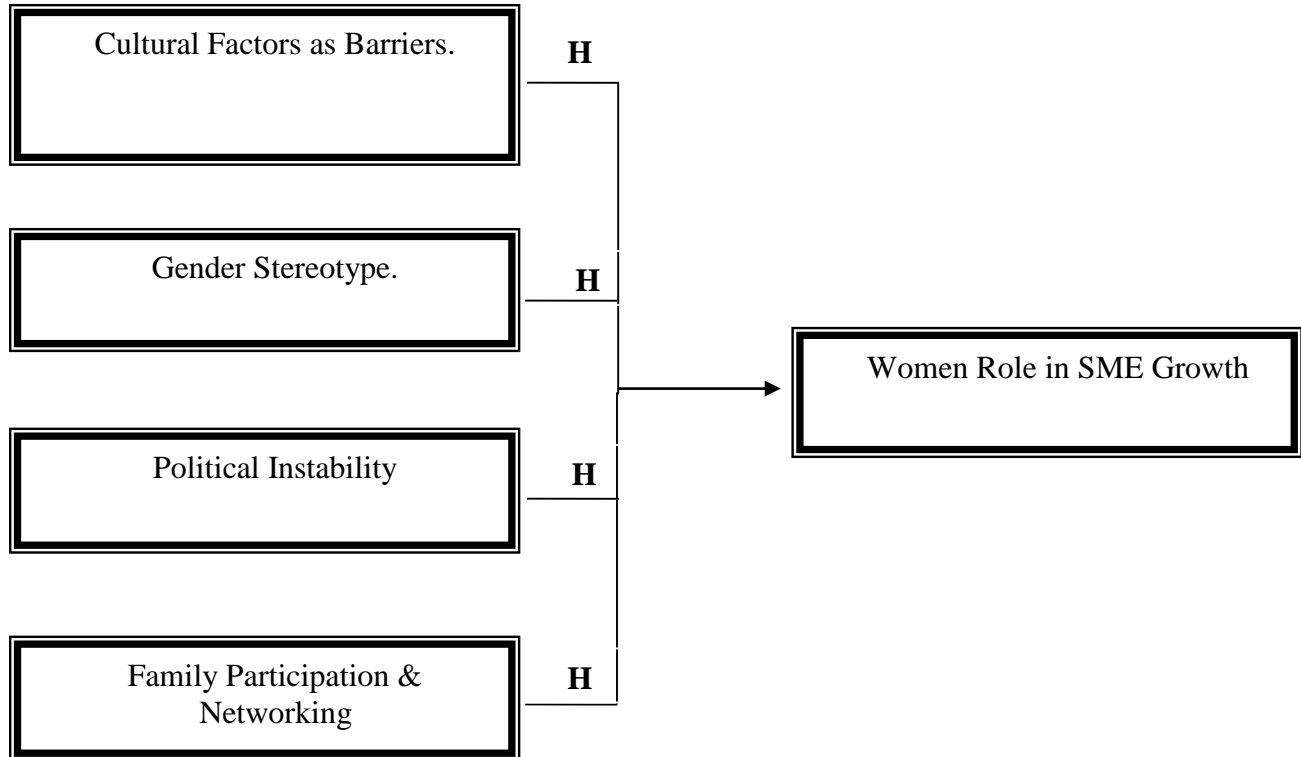 Cultural Factors as Barriers.
H
Gender Stereotype.
H
Women Role in SME Growth
Political Instability
H
Family Participation &
Networking
H